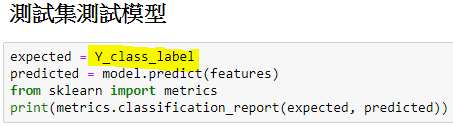 測試集測試模型
expected = Y_class_label
predicted = model.predict(features)
from sklearn import metrics
print(metrics.classification_report(expected, predicted))